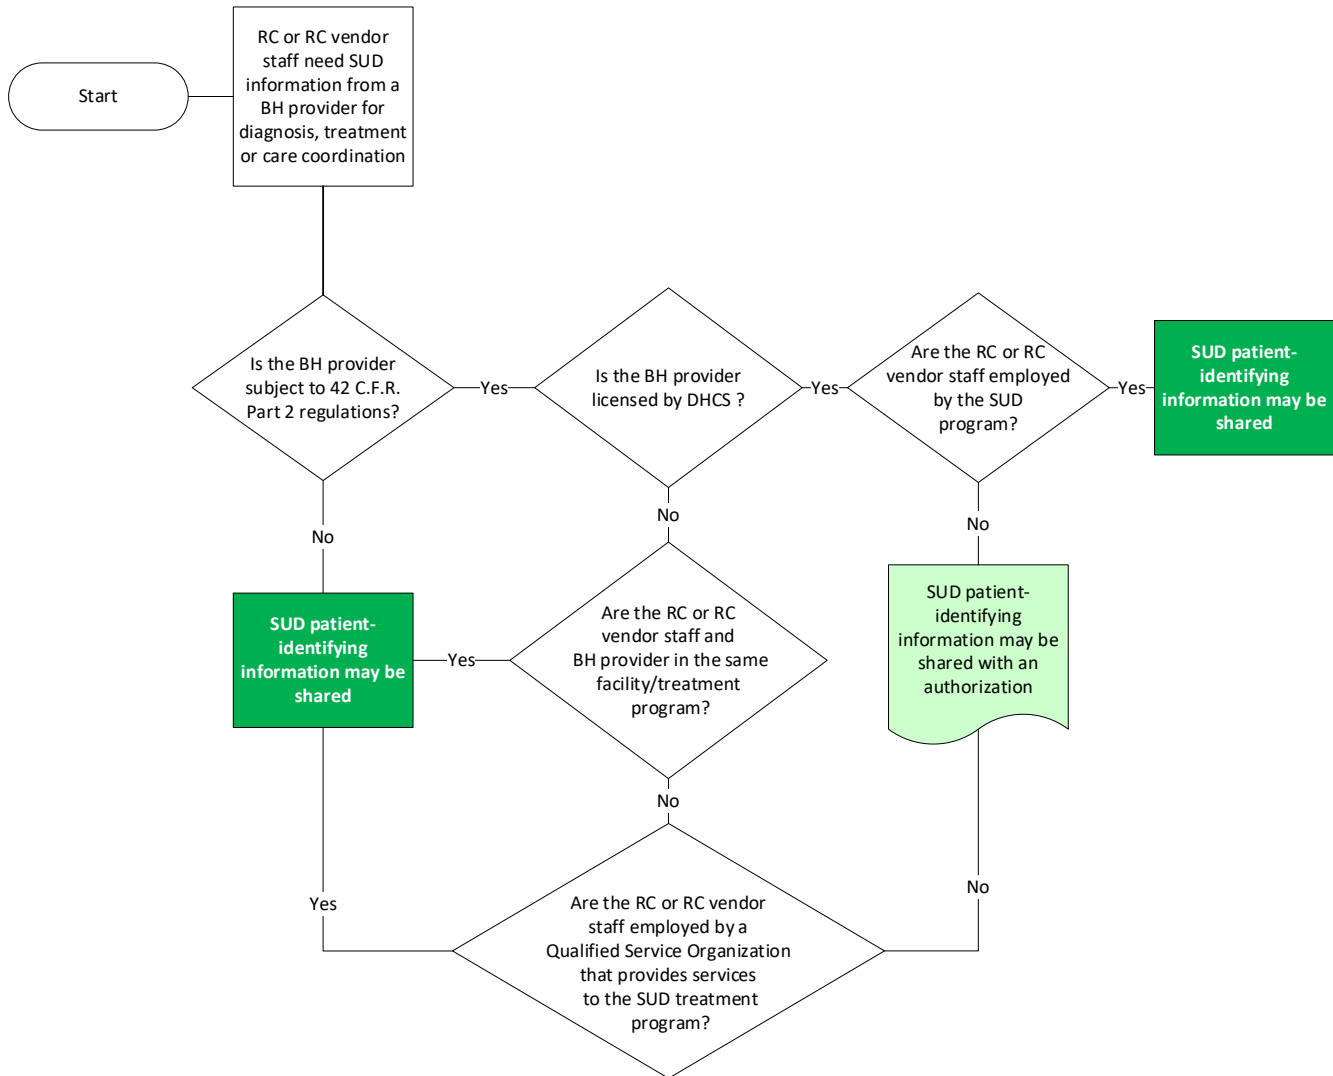 Start
RC or RC vendor
staff need SUD
information from a
BH provider for
diagnosis, treatment
or care coordination
Is the BH provider
subject to 42 C.F.R.
Part 2 regulations?
Yes
Is the BH provider
licensed by DHCS ?
Yes
Are the RC or RC
vendor staff employed
by the SUD
program?
Yes
SUD patient-
identifying
information may be
shared
No
No
No
SUD patient-
identifying
information may be
shared
Yes
Are the RC or RC
vendor staff and
BH provider in the same
facility/treatment
program?
SUD patient-
identifying
information may be
shared with an
authorization
No
Yes
Are the RC or RC vendor
staff employed by a
Qualified Service Organization
that provides services
to the SUD treatment
program?
No